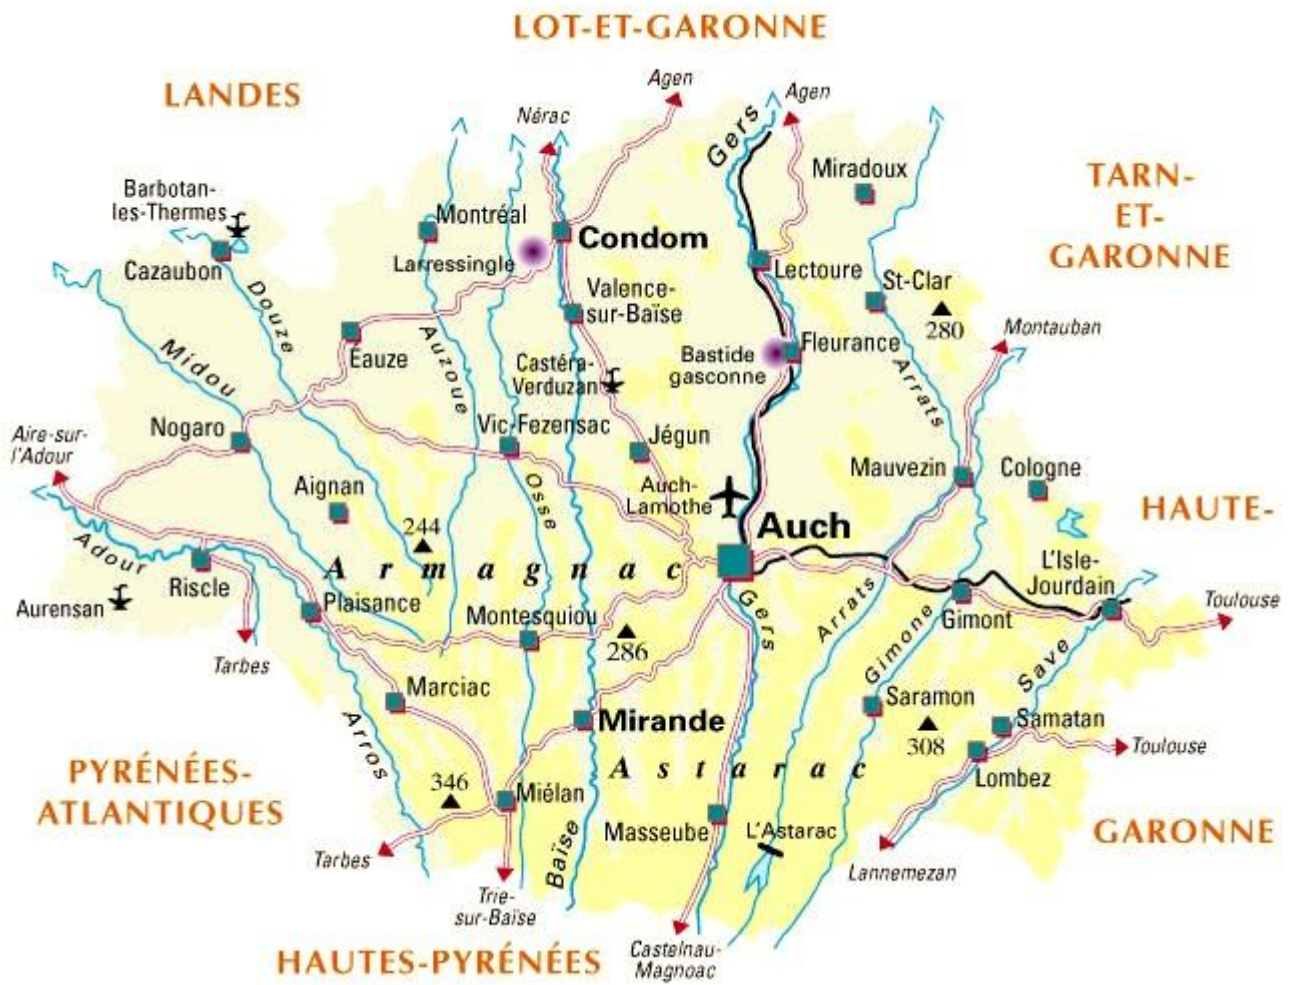 LOT-ET-GARONNE
LANDES
Agen
Agen
Nérac
Gers
Miradoux
TARN-
ET-
GARONNE
Barbotan-
les-Thermes
Montréal
Condom
Larressingle
Lectoure
Cazaubon
St-Clar
Douze
Valence-
sur-Baïse
280
Montauban
Midou
Éauze
Auzoue
Castéra-
Verduzan
Bastide
gasconne
Fleurance
Arrats
Nogaro
Vic-Fezensac
Jégun
Aire-sur-
l'Adour
Mauvezin
Cologne
Aignan
Osse
Auch-
Lamothe
HAUTE-
244
Auch
Adour
Armagnac
L'Isle-
Jourdain
Riscle
Aurensan
Plaisance
Montesquiou
Gers
Arrats
Gimone
Gimont
Toulouse
286
Tarbes
Save
Marciac
Saramon
Arros
Mirande
Samatan
308
Toulouse
PYRÉNÉES-
ATLANTIQUES
Astarac
346
Miélan
Lombez
Masseube
L'Astarac
GARONNE
Baïse
Tarbes
Lannemezan
Trie-
sur-Baïse
HAUTES-PYRÉNÉES
Castelnau-
Magnoac